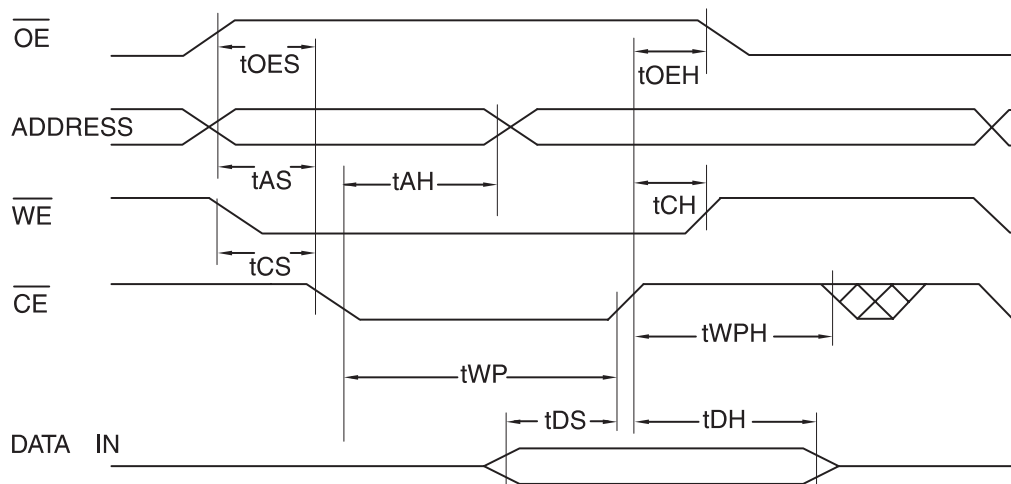 OE
tOES
tOEH
ADDRESS
tAS
tAH
tCH
WE
tCS
CE
tWPH
tWP
tDS
tDH
DATA IN